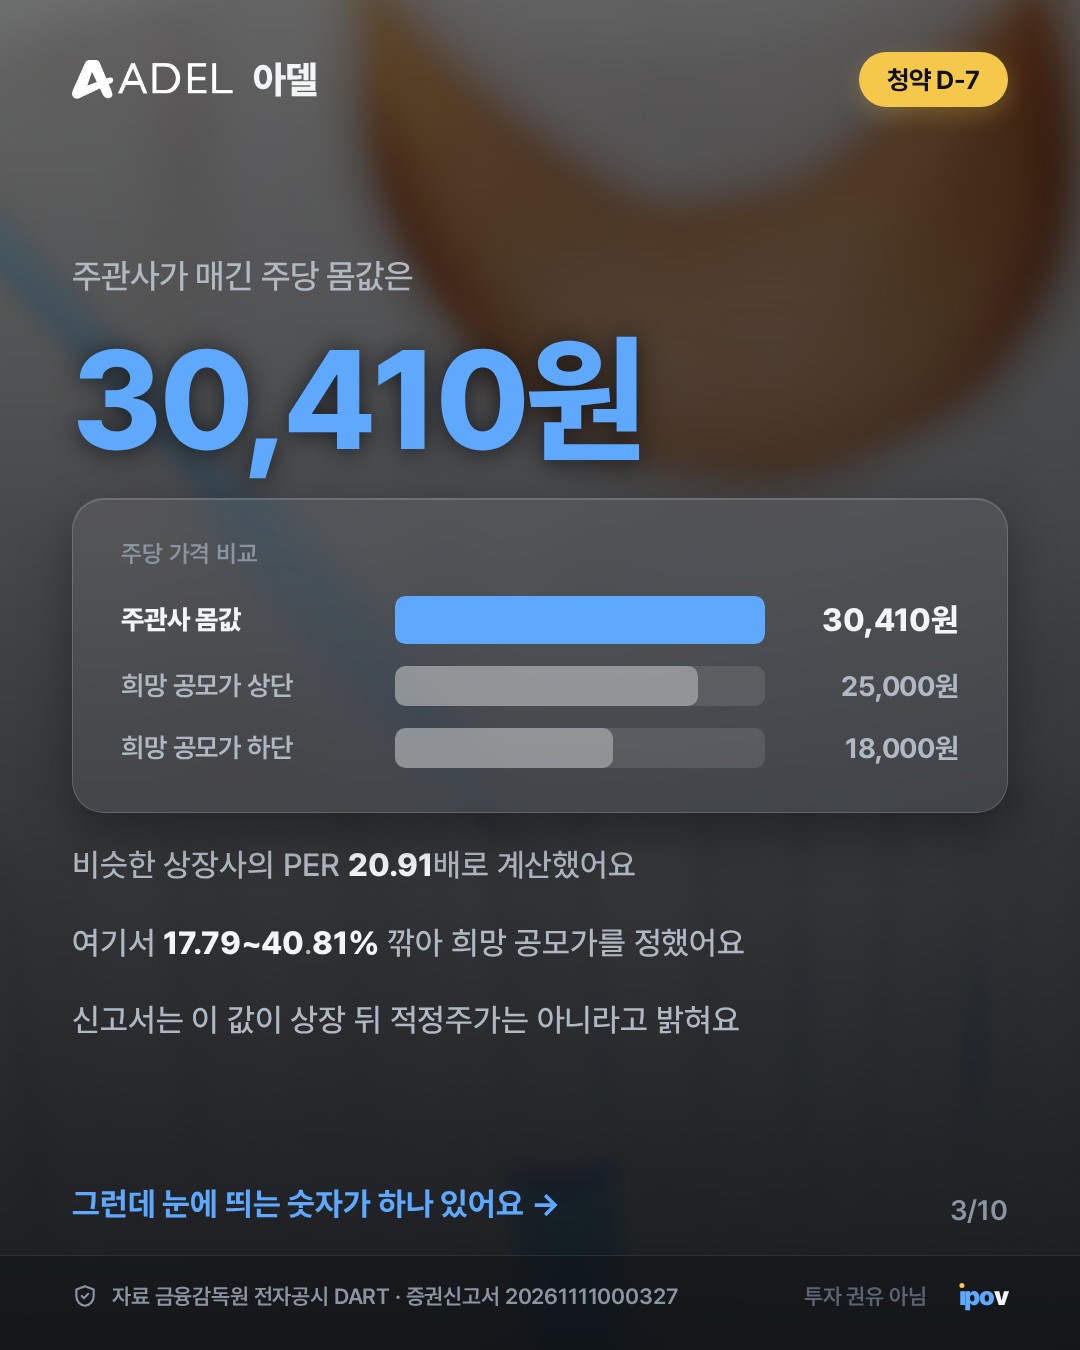 ADEL 아델
청약 D-7
주관사가 매긴 주당 몸값은
30,410원
주당 가격 비교
주관사 몸값 30,410원
희망 공모가 상단 25,000원
희망 공모가 하단 18,000원
비슷한 상장사의 PER 20.91배로 계산했어요
여기서 17.79~40.81% 깎아 희망 공모가를 정했어요
신고서는 이 값이 상장 뒤 적정주가는 아니라고 밝혀요
그런데 눈에 띄는 숫자가 하나 있어요 →
3/10
자료 금융감독원 전자공시 DART · 증권신고서 20261111000327
투자 권유 아님
ipov